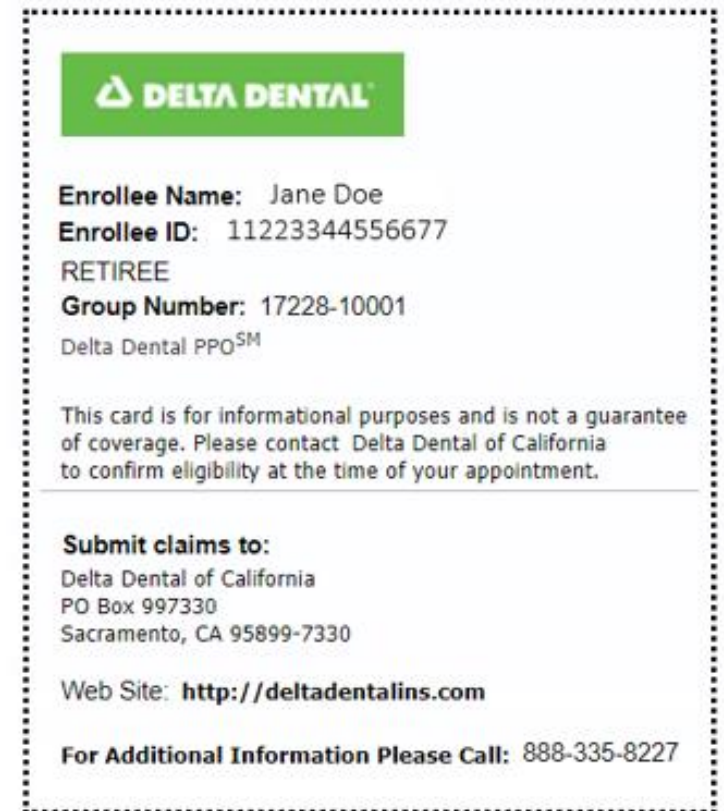 DELTA DENTAL
Enrollee Name: Jane Doe
Enrollee ID: 11223344556677
RETIREE
Group Number: 17228-10001
Delta Dental PPO℠
This card is for informational purposes and is not a guarantee
of coverage. Please contact Delta Dental of California
to confirm eligibility at the time of your appointment.
Submit claims to:
Delta Dental of California
PO Box 997330
Sacramento, CA 95899-7330
Web Site: http://deltadentalins.com
For Additional Information Please Call: 888-335-8227